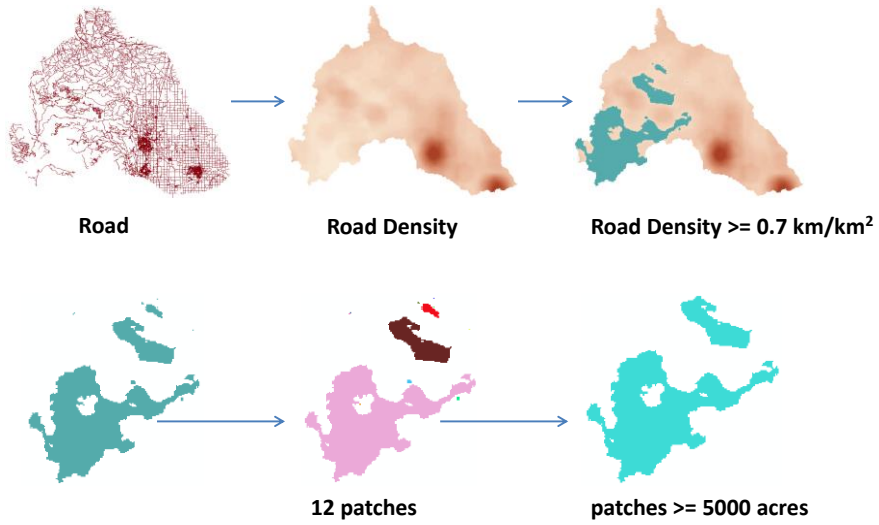 Road
Road Density
Road Density >= 0.7 km/km²
12 patches
patches >= 5000 acres